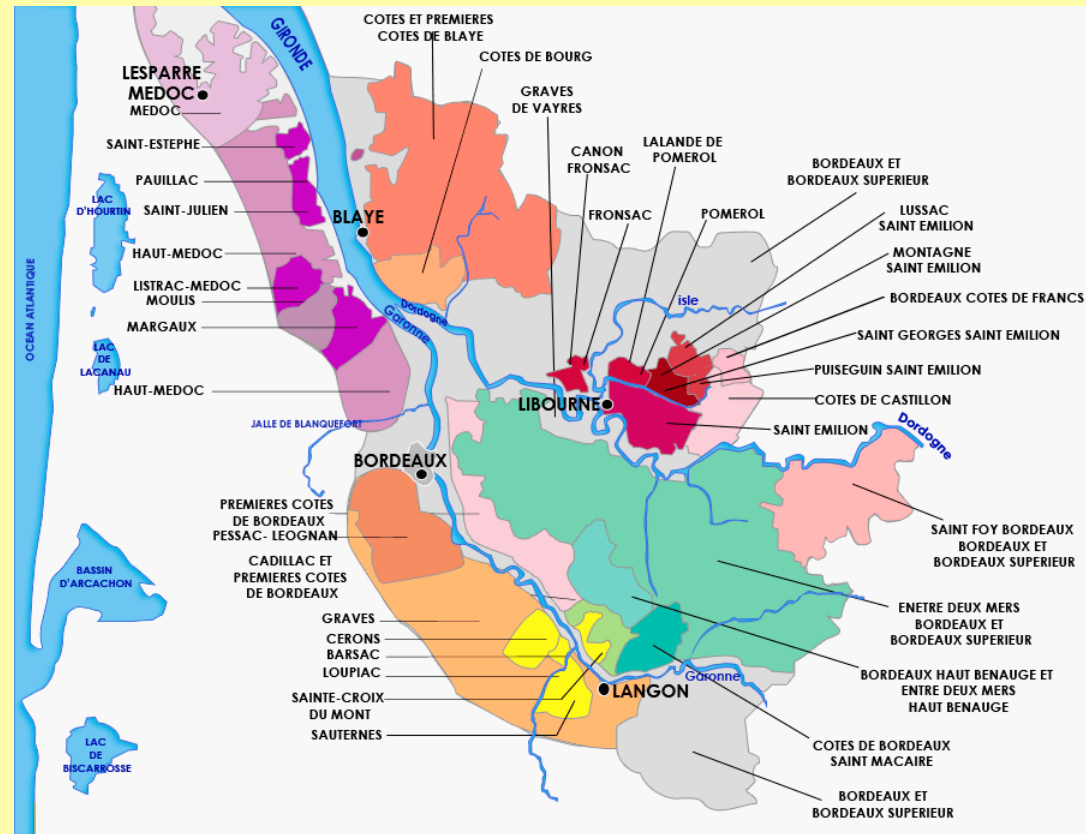 COTES ET PREMIERES
COTES DE BLAYE
GIRONDE
COTES DE BOURG
LESPARRE
MEDOC
MEDOC
GRAVES
DE VAYRES
SAINT-ESTEPHE
CANON
FRONSAC
LALANDE DE
POMEROL
BORDEAUX ET
BORDEAUX SUPERIEUR
PAUILLAC
LAC
D'HOURTIN
SAINT-JULIEN
BLAYE
FRONSAC
POMEROL
LUSSAC
SAINT EMILION
HAUT-MEDOC
MONTAGNE
SAINT EMILION
LISTRAC-MEDOC
MOULIS
isle
BORDEAUX COTES DE FRANCS
OCEAN ATLANTIQUE
MARGAUX
Dordogne
Garonne
SAINT GEORGES SAINT EMILION
LAC
DE
LACANAU
PUISEGUIN SAINT EMILION
HAUT-MEDOC
LIBOURNE
COTES DE CASTILLON
JALLE DE BLANQUEFORT
SAINT EMILION
Dordogne
BORDEAUX
PREMIERES COTES
DE BORDEAUX
PESSAC- LEOGNAN
SAINT FOY BORDEAUX
BORDEAUX ET
BORDEAUX SUPERIEUR
CADILLAC ET
PREMIERES COTES
DE BORDEAUX
BASSIN
D'ARCACHON
GRAVES
ENETRE DEUX MERS
BORDEAUX ET
BORDEAUX SUPERIEUR
CERONS
BARSAC
LOUPIAC
Garonne
BORDEAUX HAUT BENAUGE ET
ENTRE DEUX MERS
HAUT BENAUGE
SAINTE-CROIX
DU MONT
LANGON
SAUTERNES
LAC
DE
BISCARROSSE
COTES DE BORDEAUX
SAINT MACAIRE
BORDEAUX ET
BORDEAUX SUPERIEUR